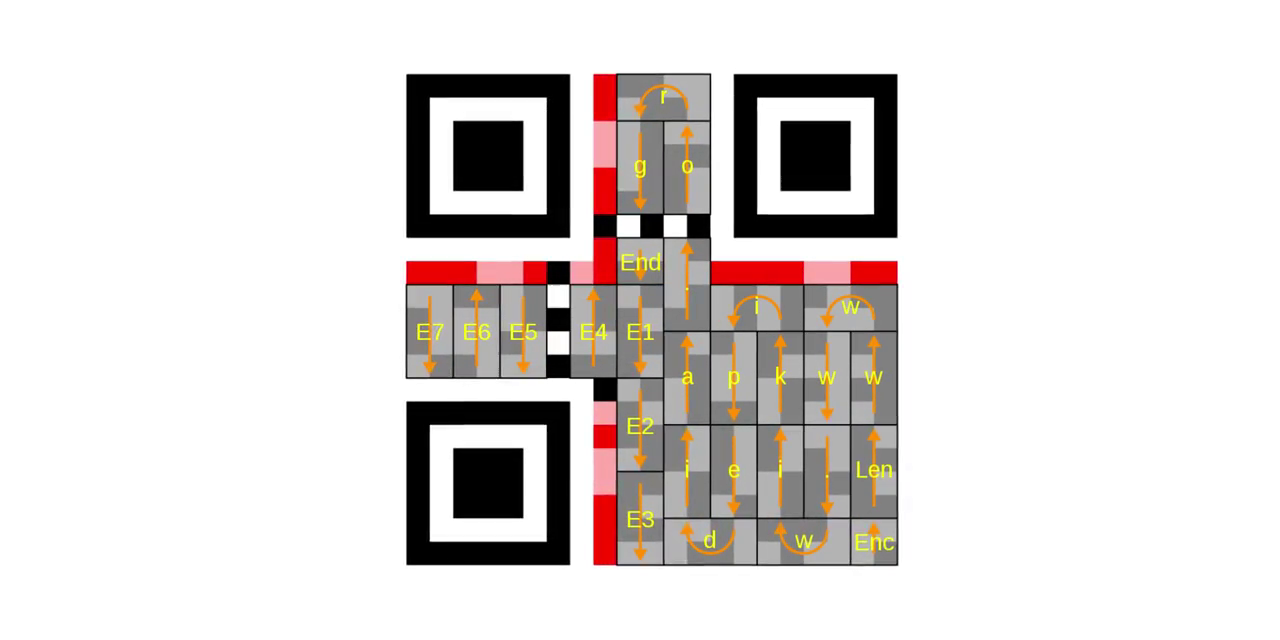 r
g o
End .
i w
E7 E6 E5 E4 E1
a p k w w
E2
i e i . Len
E3
d w Enc